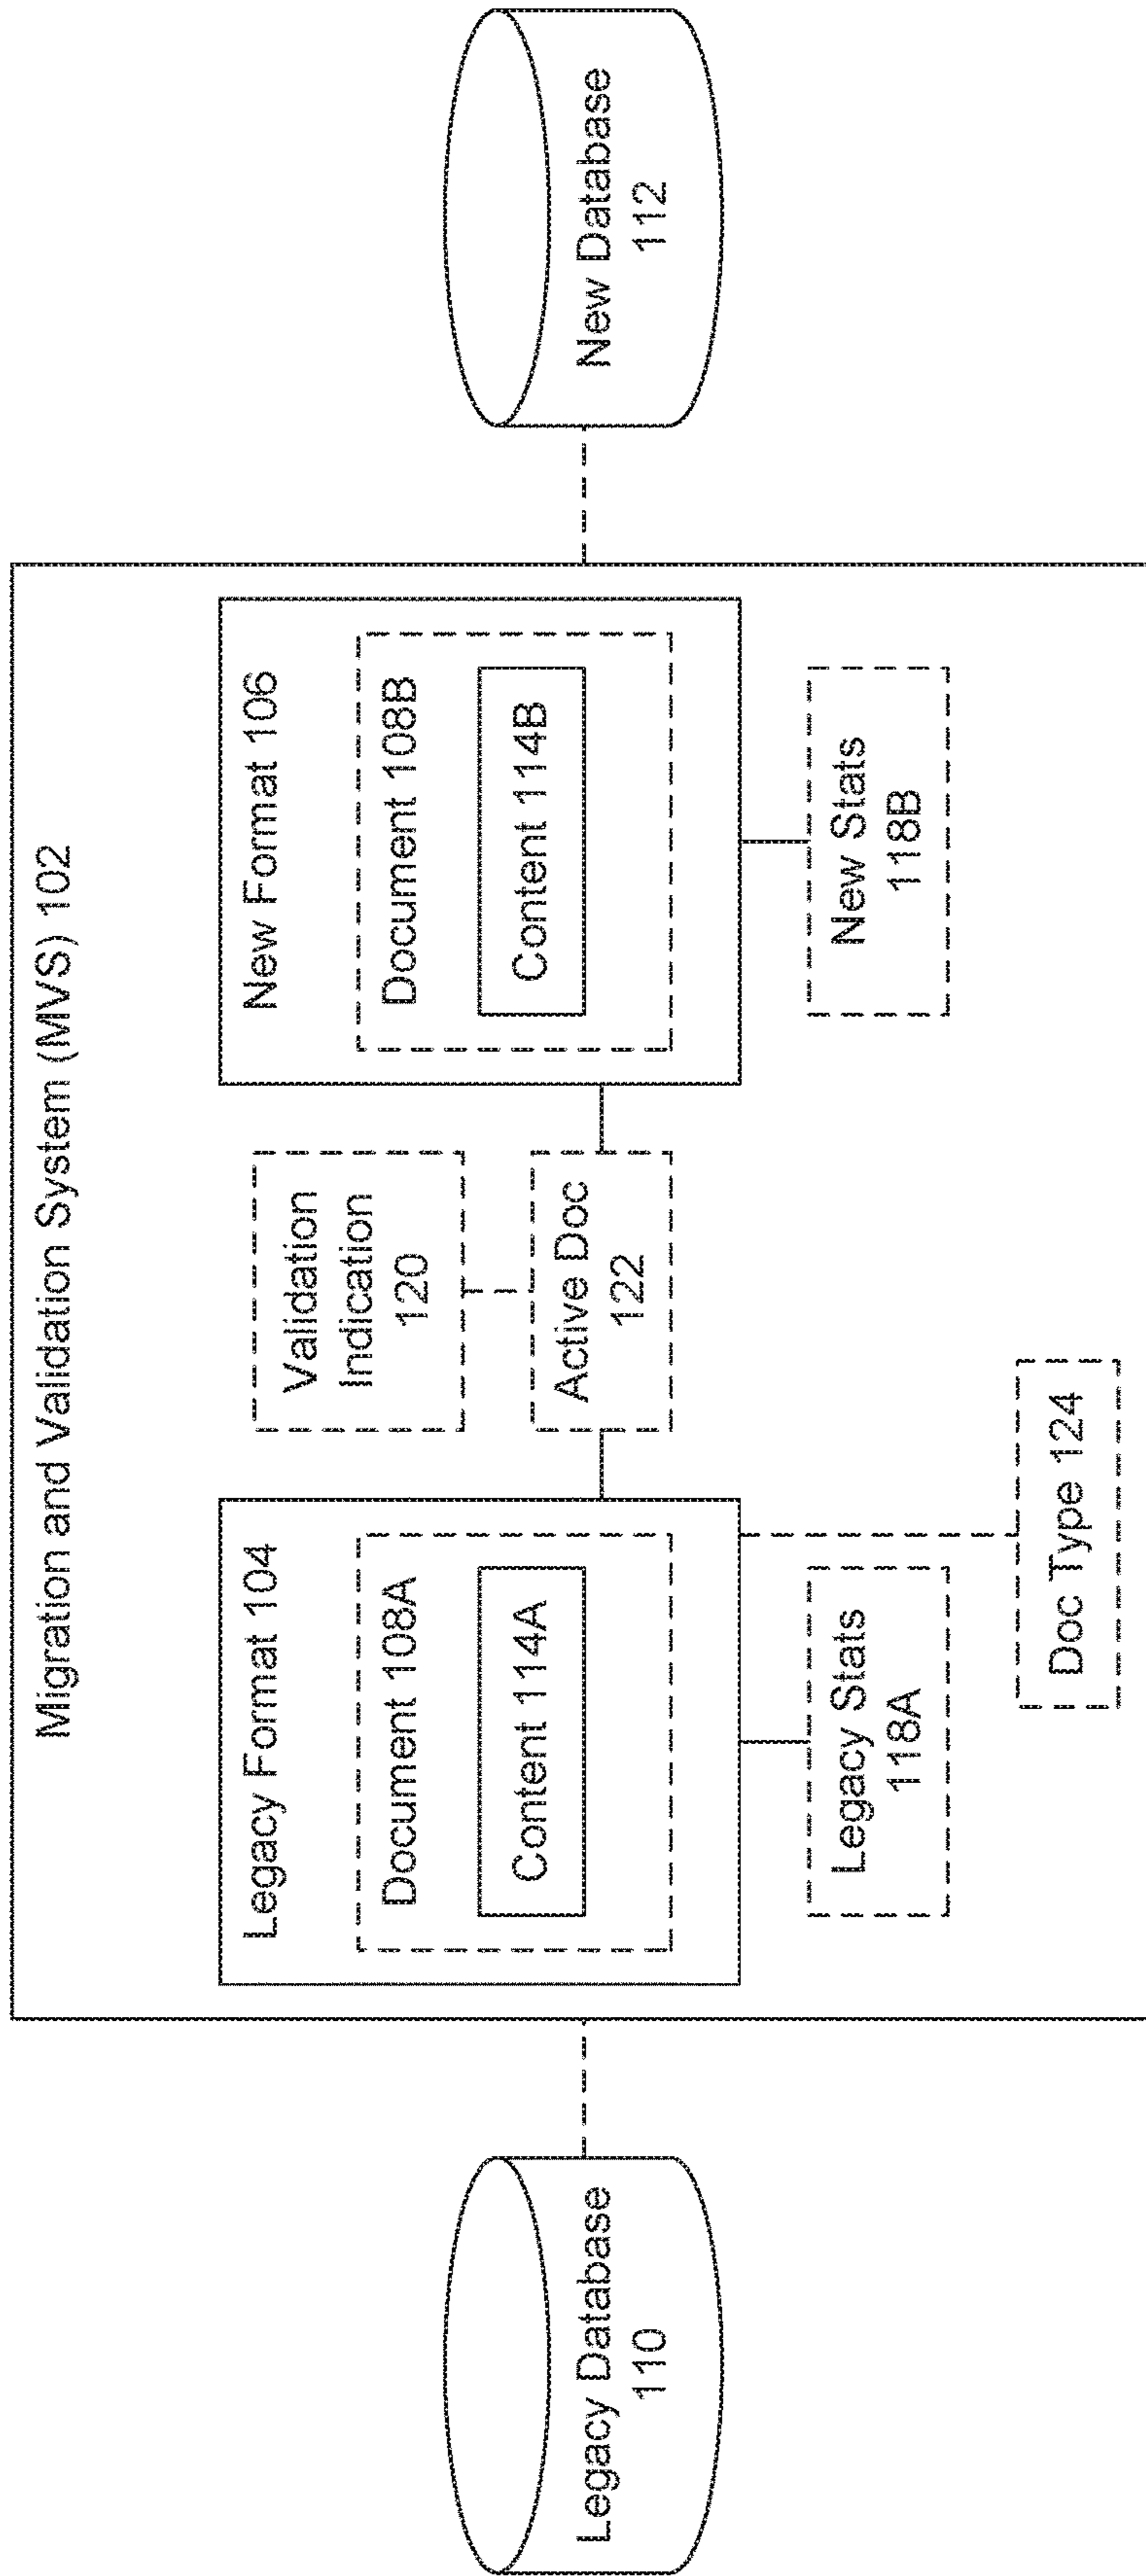 Migration and Validation System (MVS) 102
Legacy Database
110
Legacy Format 104
Document 108A
Content 114A
Legacy Stats
118A
Doc Type 124
Validation
Indication
120
Active Doc
122
New Format 106
Document 108B
Content 114B
New Stats
118B
New Database
112